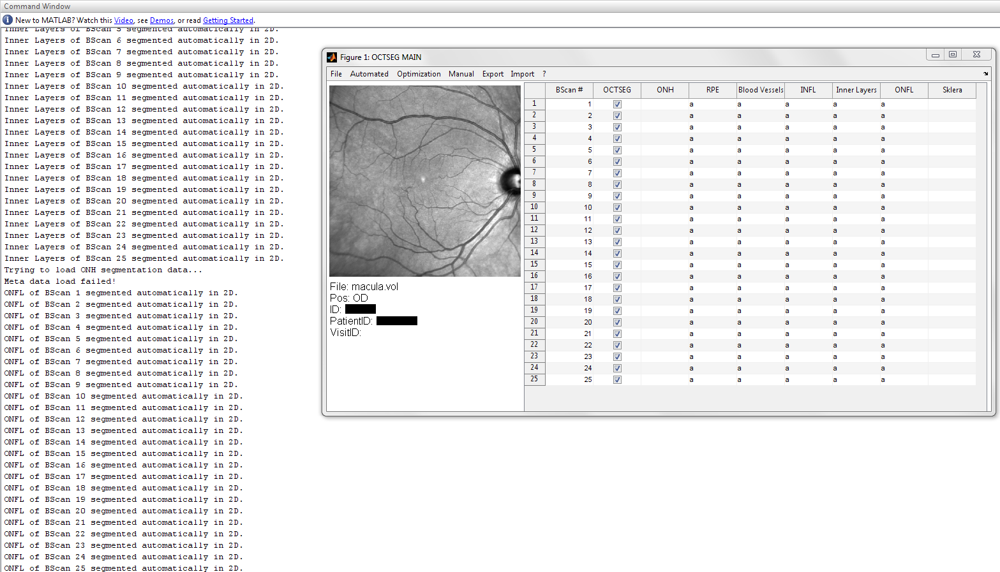 Command Window
New to MATLAB? Watch this Video, see Demos, or read Getting Started.
Inner Layers of BScan 5 segmented automatically in 2D.
Inner Layers of BScan 6 segmented automatically in 2D.
Inner Layers of BScan 7 segmented automatically in 2D.
Inner Layers of BScan 8 segmented automatically in 2D.
Inner Layers of BScan 9 segmented automatically in 2D.
Inner Layers of BScan 10 segmented automatically in 2D.
Inner Layers of BScan 11 segmented automatically in 2D.
Inner Layers of BScan 12 segmented automatically in 2D.
Inner Layers of BScan 13 segmented automatically in 2D.
Inner Layers of BScan 14 segmented automatically in 2D.
Inner Layers of BScan 15 segmented automatically in 2D.
Inner Layers of BScan 16 segmented automatically in 2D.
Inner Layers of BScan 17 segmented automatically in 2D.
Inner Layers of BScan 18 segmented automatically in 2D.
Inner Layers of BScan 19 segmented automatically in 2D.
Inner Layers of BScan 20 segmented automatically in 2D.
Inner Layers of BScan 21 segmented automatically in 2D.
Inner Layers of BScan 22 segmented automatically in 2D.
Inner Layers of BScan 23 segmented automatically in 2D.
Inner Layers of BScan 24 segmented automatically in 2D.
Inner Layers of BScan 25 segmented automatically in 2D.
Trying to load ONH segmentation data...
Meta data load failed!
ONFL of BScan 1 segmented automatically in 2D.
ONFL of BScan 2 segmented automatically in 2D.
ONFL of BScan 3 segmented automatically in 2D.
ONFL of BScan 4 segmented automatically in 2D.
ONFL of BScan 5 segmented automatically in 2D.
ONFL of BScan 6 segmented automatically in 2D.
ONFL of BScan 7 segmented automatically in 2D.
ONFL of BScan 8 segmented automatically in 2D.
ONFL of BScan 9 segmented automatically in 2D.
ONFL of BScan 10 segmented automatically in 2D.
ONFL of BScan 11 segmented automatically in 2D.
ONFL of BScan 12 segmented automatically in 2D.
ONFL of BScan 13 segmented automatically in 2D.
ONFL of BScan 14 segmented automatically in 2D.
ONFL of BScan 15 segmented automatically in 2D.
ONFL of BScan 16 segmented automatically in 2D.
ONFL of BScan 17 segmented automatically in 2D.
ONFL of BScan 18 segmented automatically in 2D.
ONFL of BScan 19 segmented automatically in 2D.
ONFL of BScan 20 segmented automatically in 2D.
ONFL of BScan 21 segmented automatically in 2D.
ONFL of BScan 22 segmented automatically in 2D.
ONFL of BScan 23 segmented automatically in 2D.
ONFL of BScan 24 segmented automatically in 2D.
ONFL of BScan 25 segmented automatically in 2D.
Figure 1: OCTSEG MAIN
File Automated Optimization Manual Export Import ?
File: macula.vol
Pos: OD
ID:
PatientID:
VisitID:
BScan # OCTSEG ONH RPE Blood Vessels INFL Inner Layers ONFL Sklera
1 1 a a a a a
2 2 a a a a a
3 3 a a a a a
4 4 a a a a a
5 5 a a a a a
6 6 a a a a a
7 7 a a a a a
8 8 a a a a a
9 9 a a a a a
10 10 a a a a a
11 11 a a a a a
12 12 a a a a a
13 13 a a a a a
14 14 a a a a a
15 15 a a a a a
16 16 a a a a a
17 17 a a a a a
18 18 a a a a a
19 19 a a a a a
20 20 a a a a a
21 21 a a a a a
22 22 a a a a a
23 23 a a a a a
24 24 a a a a a
25 25 a a a a a